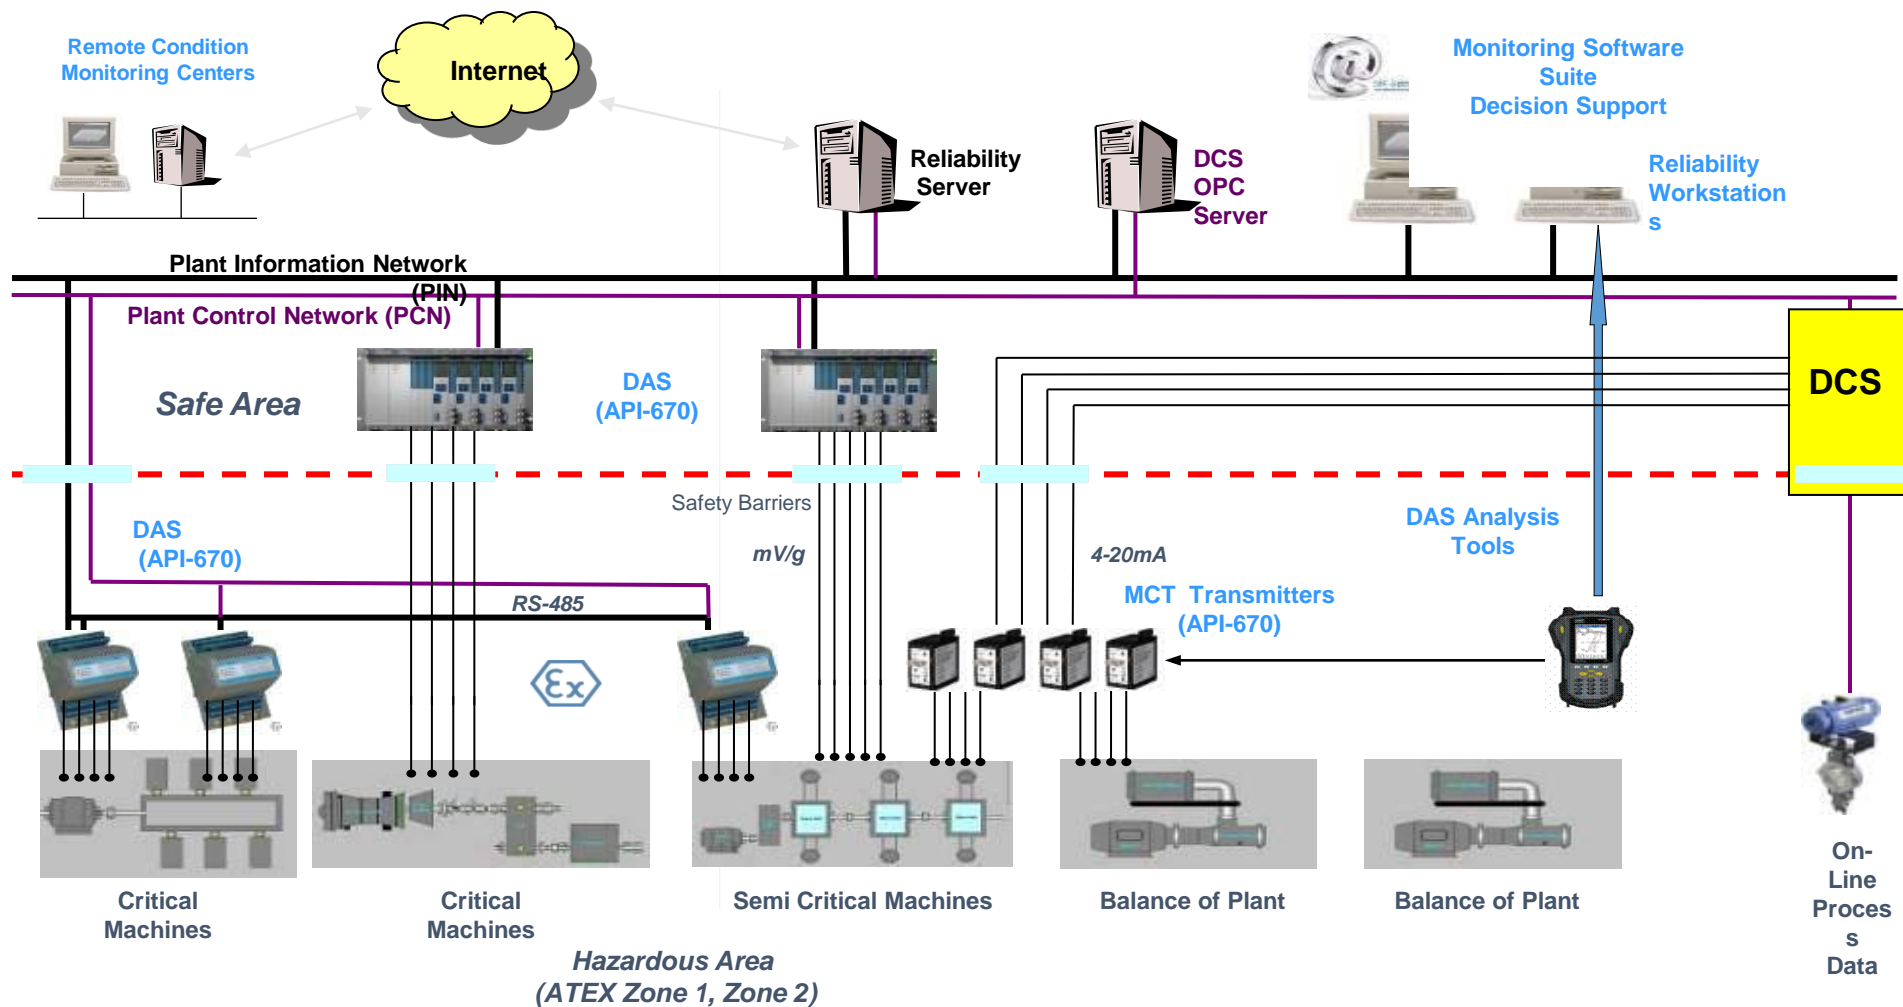 Remote Condition
Monitoring Centers
Internet
Monitoring Software
Suite
Decision Support
Reliability
Server
DCS
OPC
Server
Reliability
Workstation
s
Plant Information Network
(PIN)
Plant Control Network (PCN)
Safe Area
DAS
(API-670)
DCS
Safety Barriers
DAS
(API-670)
mV/g
4-20mA
DAS Analysis
Tools
RS-485
MCT Transmitters
(API-670)
Ex
Critical
Machines
Critical
Machines
Semi Critical Machines
Balance of Plant
Balance of Plant
On-
Line
Proces
s
Data
Hazardous Area
(ATEX Zone 1, Zone 2)